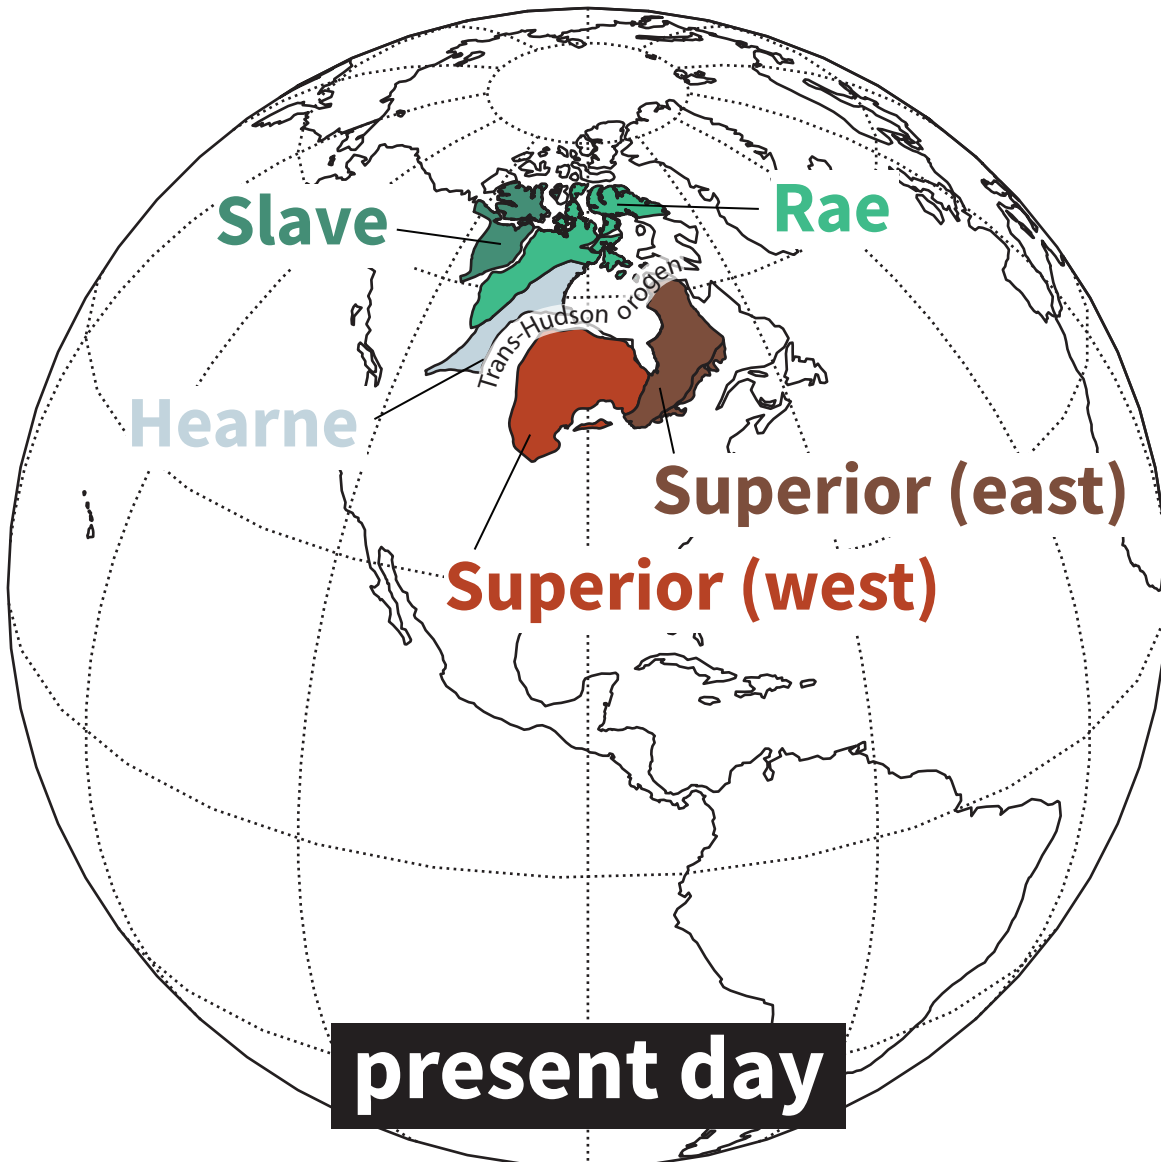 Slave
Rae
Trans-Hudson orogen
Hearne
Superior (east)
Superior (west)
present day